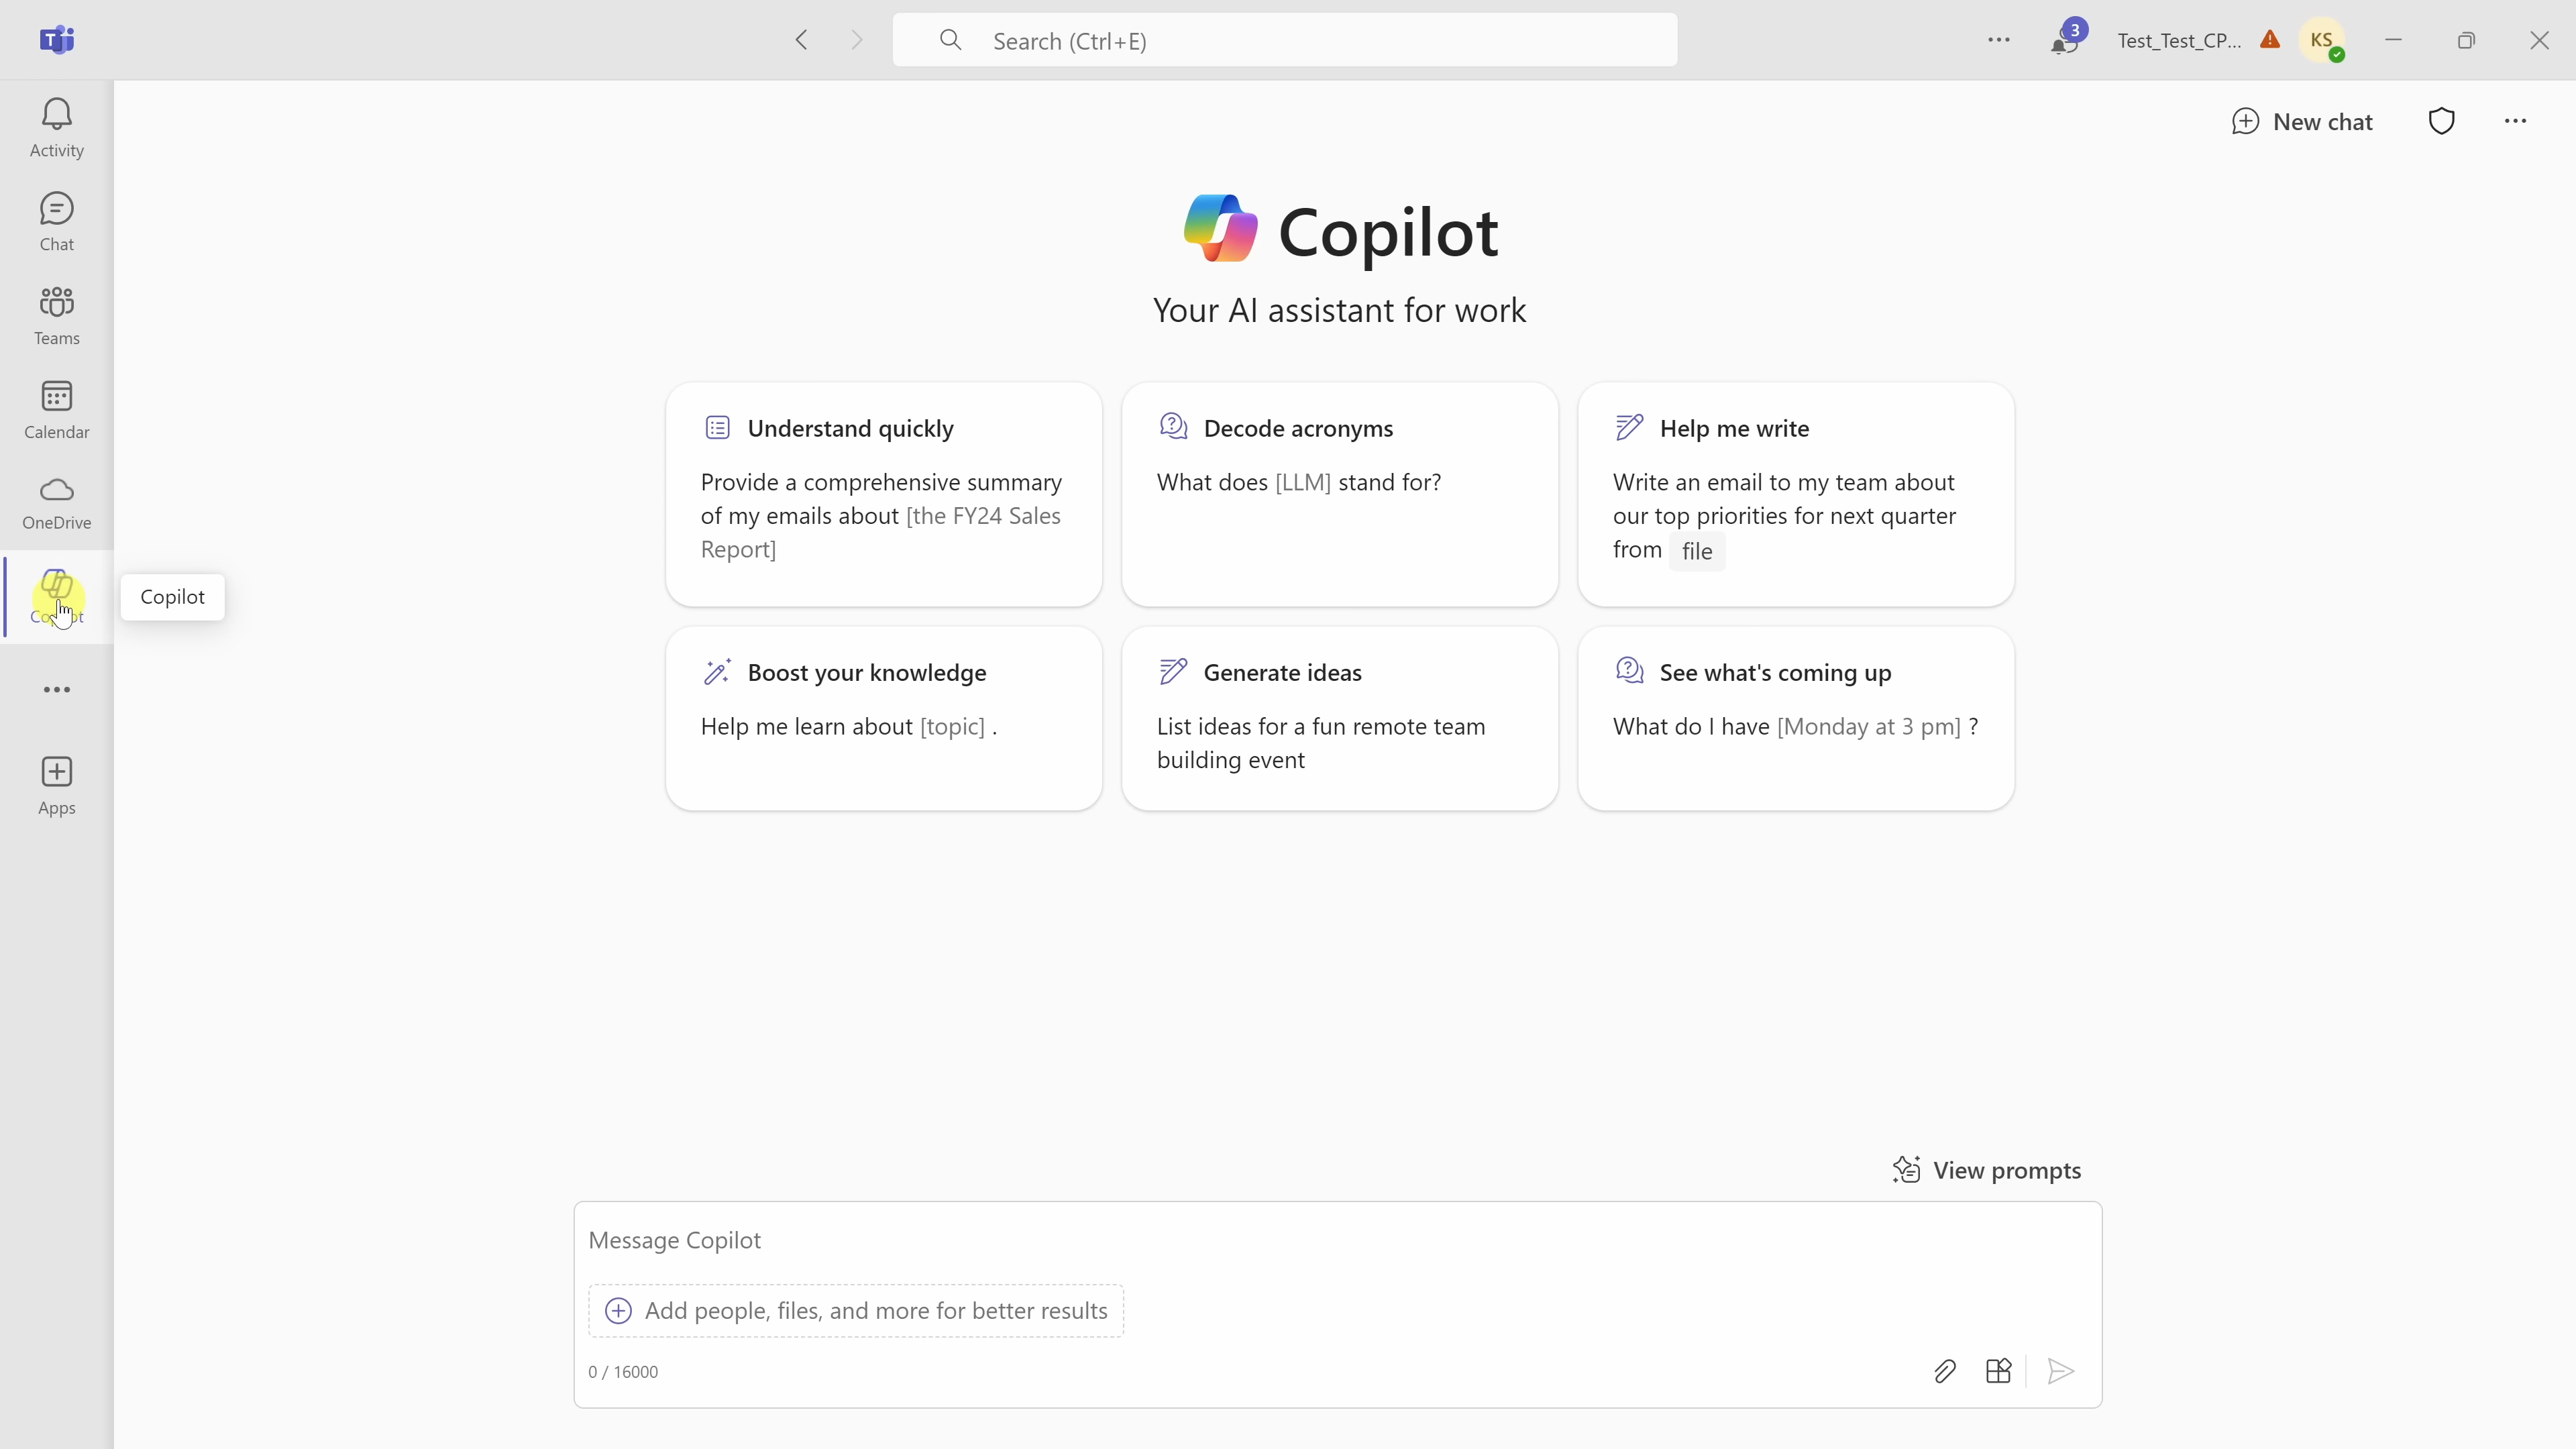 T
Search (Ctrl+E)
3
Test_Test_CP...
KS
Activity
Chat
Teams
Calendar
OneDrive
Copilot
Copilot
Apps
New chat
Copilot
Your AI assistant for work
Understand quickly
Provide a comprehensive summary
of my emails about [the FY24 Sales
Report]
Decode acronyms
What does [LLM] stand for?
Help me write
Write an email to my team about
our top priorities for next quarter
from file
Boost your knowledge
Help me learn about [topic] .
Generate ideas
List ideas for a fun remote team
building event
See what's coming up
What do I have [Monday at 3 pm] ?
View prompts
Message Copilot
Add people, files, and more for better results
0 / 16000